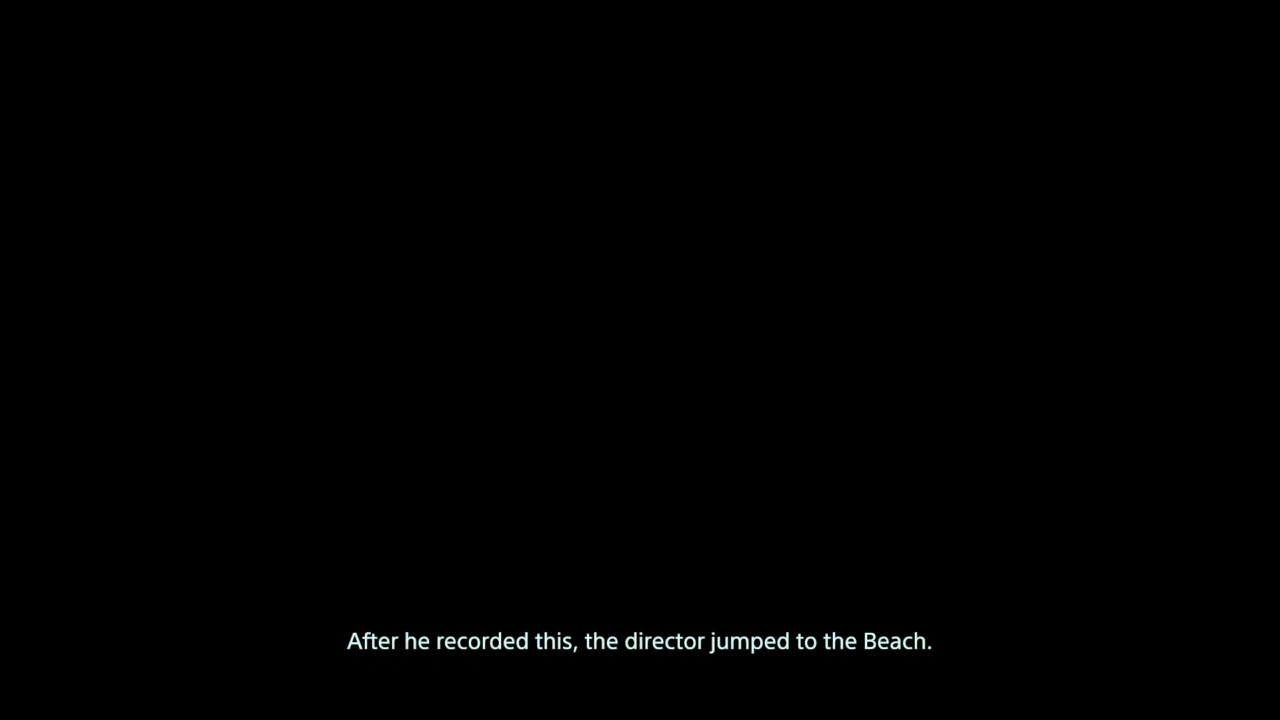 After he recorded this, the director jumped to the Beach.